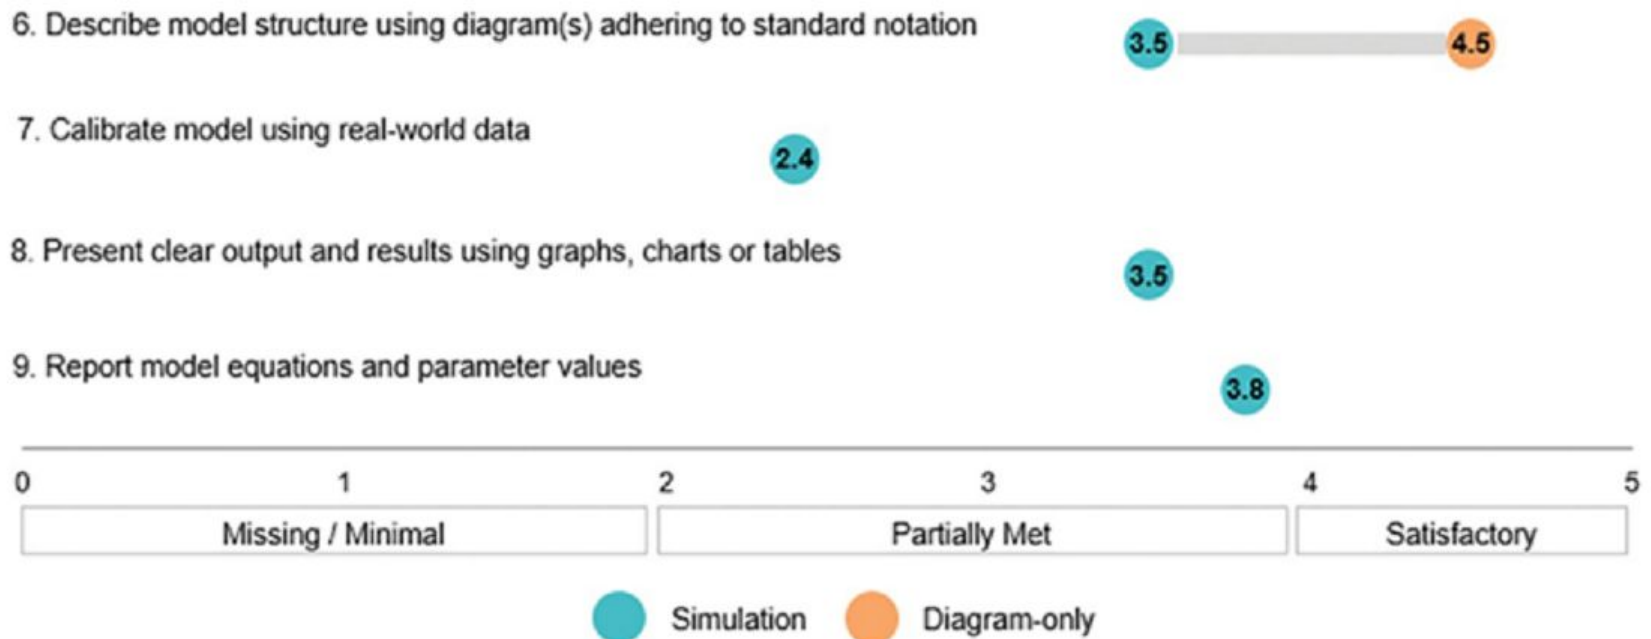 6. Describe model structure using diagram(s) adhering to standard notation
3.5
4.5
7. Calibrate model using real-world data
2.4
8. Present clear output and results using graphs, charts or tables
3.5
9. Report model equations and parameter values
3.8
0 1 2 3 4 5
Missing / Minimal Partially Met Satisfactory
Simulation Diagram-only